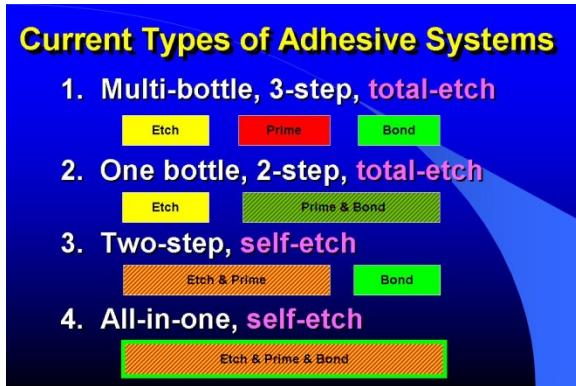 Current Types of Adhesive Systems
1. Multi-bottle, 3-step, total-etch
Etch Prime Bond
2. One bottle, 2-step, total-etch
Etch Prime & Bond
3. Two-step, self-etch
Etch & Prime Bond
4. All-in-one, self-etch
Etch & Prime & Bond